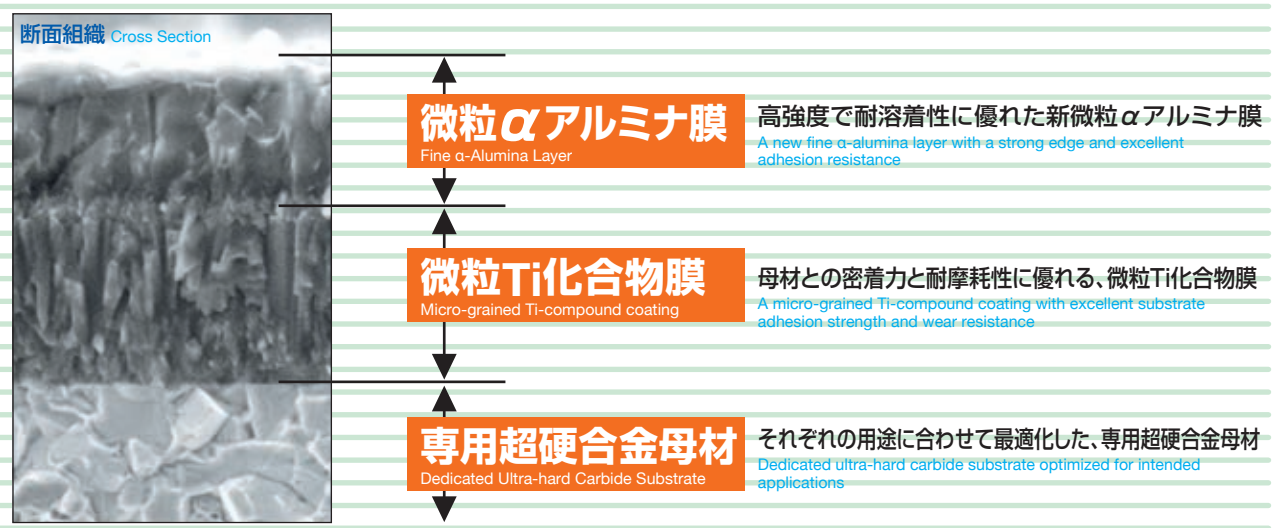 断面組織 Cross Section
微粒αアルミナ膜
Fine α-Alumina Layer
高強度で耐溶着性に優れた新微粒αアルミナ膜
A new fine α-alumina layer with a strong edge and excellent
adhesion resistance
微粒Ti化合物膜
Micro-grained Ti-compound coating
母材との密着力と耐摩耗性に優れる、微粒Ti化合物膜
A micro-grained Ti-compound coating with excellent substrate
adhesion strength and wear resistance
専用超硬合金母材
Dedicated Ultra-hard Carbide Substrate
それぞれの用途に合わせて最適化した、専用超硬合金母材
Dedicated ultra-hard carbide substrate optimized for intended
applications